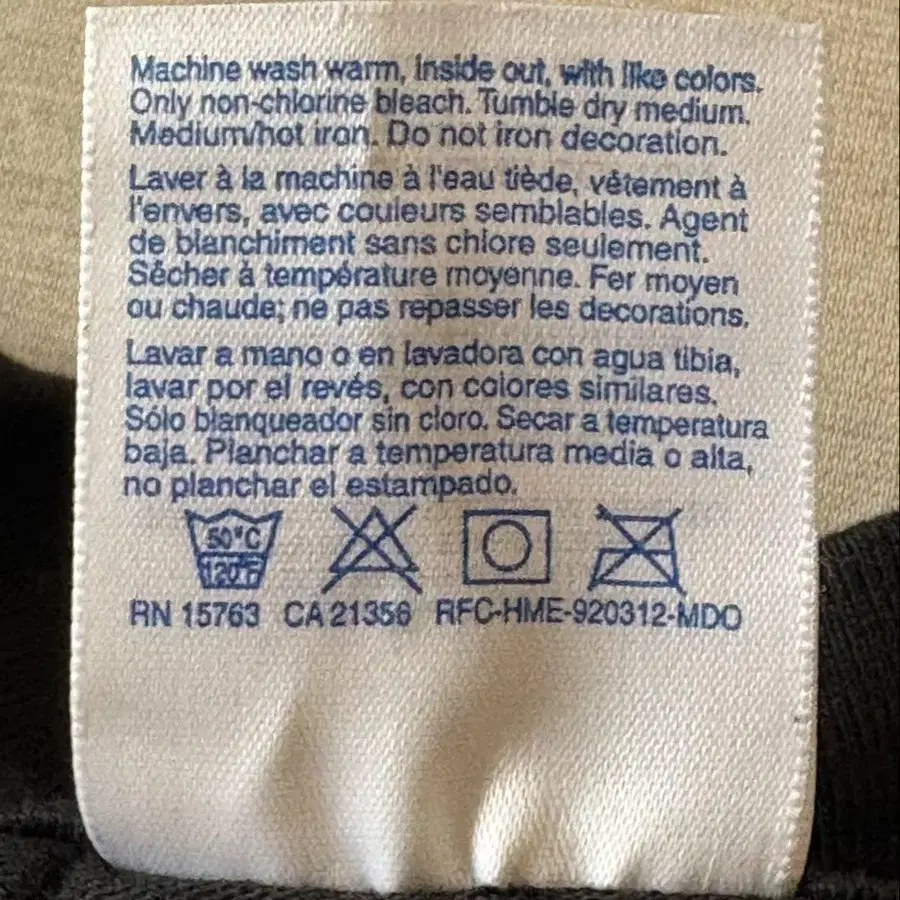 Machine wash warm, inside out, with like colors.
Only non-chlorine bleach. Tumble dry medium.
Medium/hot iron. Do not iron decoration.
Laver à la machine à l'eau tiède, vêtement à
l'envers, avec couleurs semblables. Agent
de blanchiment sans chlore seulement.
Sécher à température moyenne. Fer moyen
ou chaude; ne pas repasser les decorations.
Lavar a mano o en lavadora con agua tibia,
lavar por el revés, con colores similares.
Sólo blanqueador sin cloro. Secar a temperatura
baja. Planchar a temperatura media o alta,
no planchar el estampado.
50°C
120°F
RN 15763 CA 21356 RFC-HME-920312-MDO